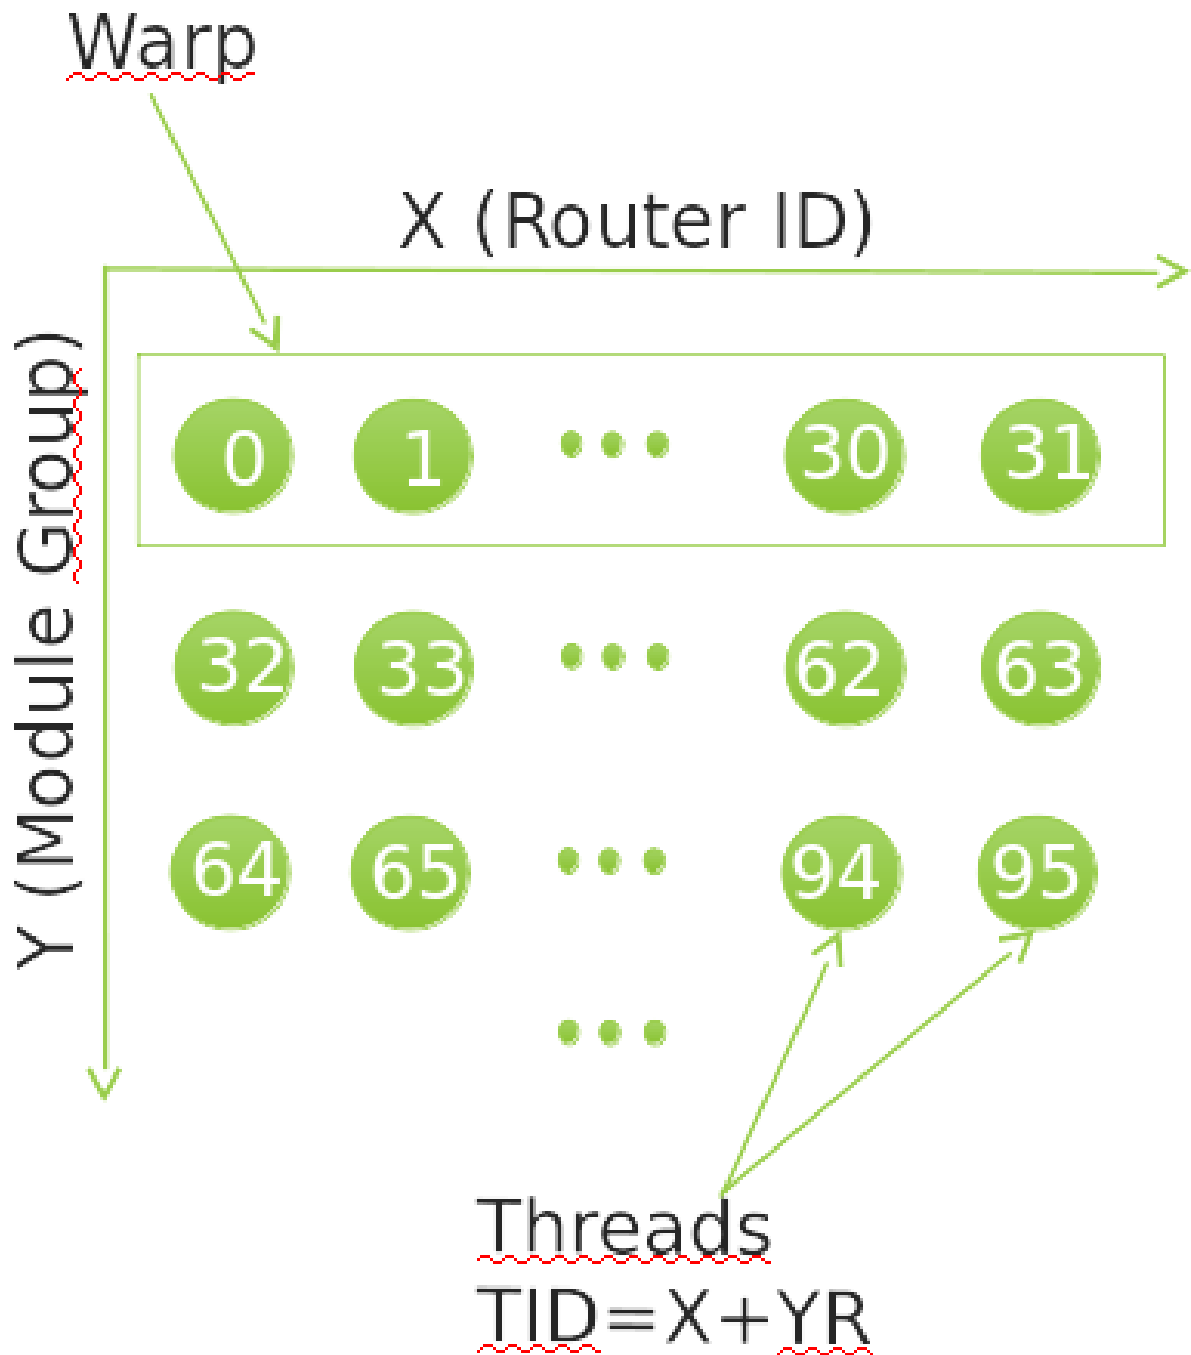 Warp
X (Router ID)
Y (Module Group)
0 1 30 31
32 33 62 63
64 65 94 95
Threads
TID=X+YR